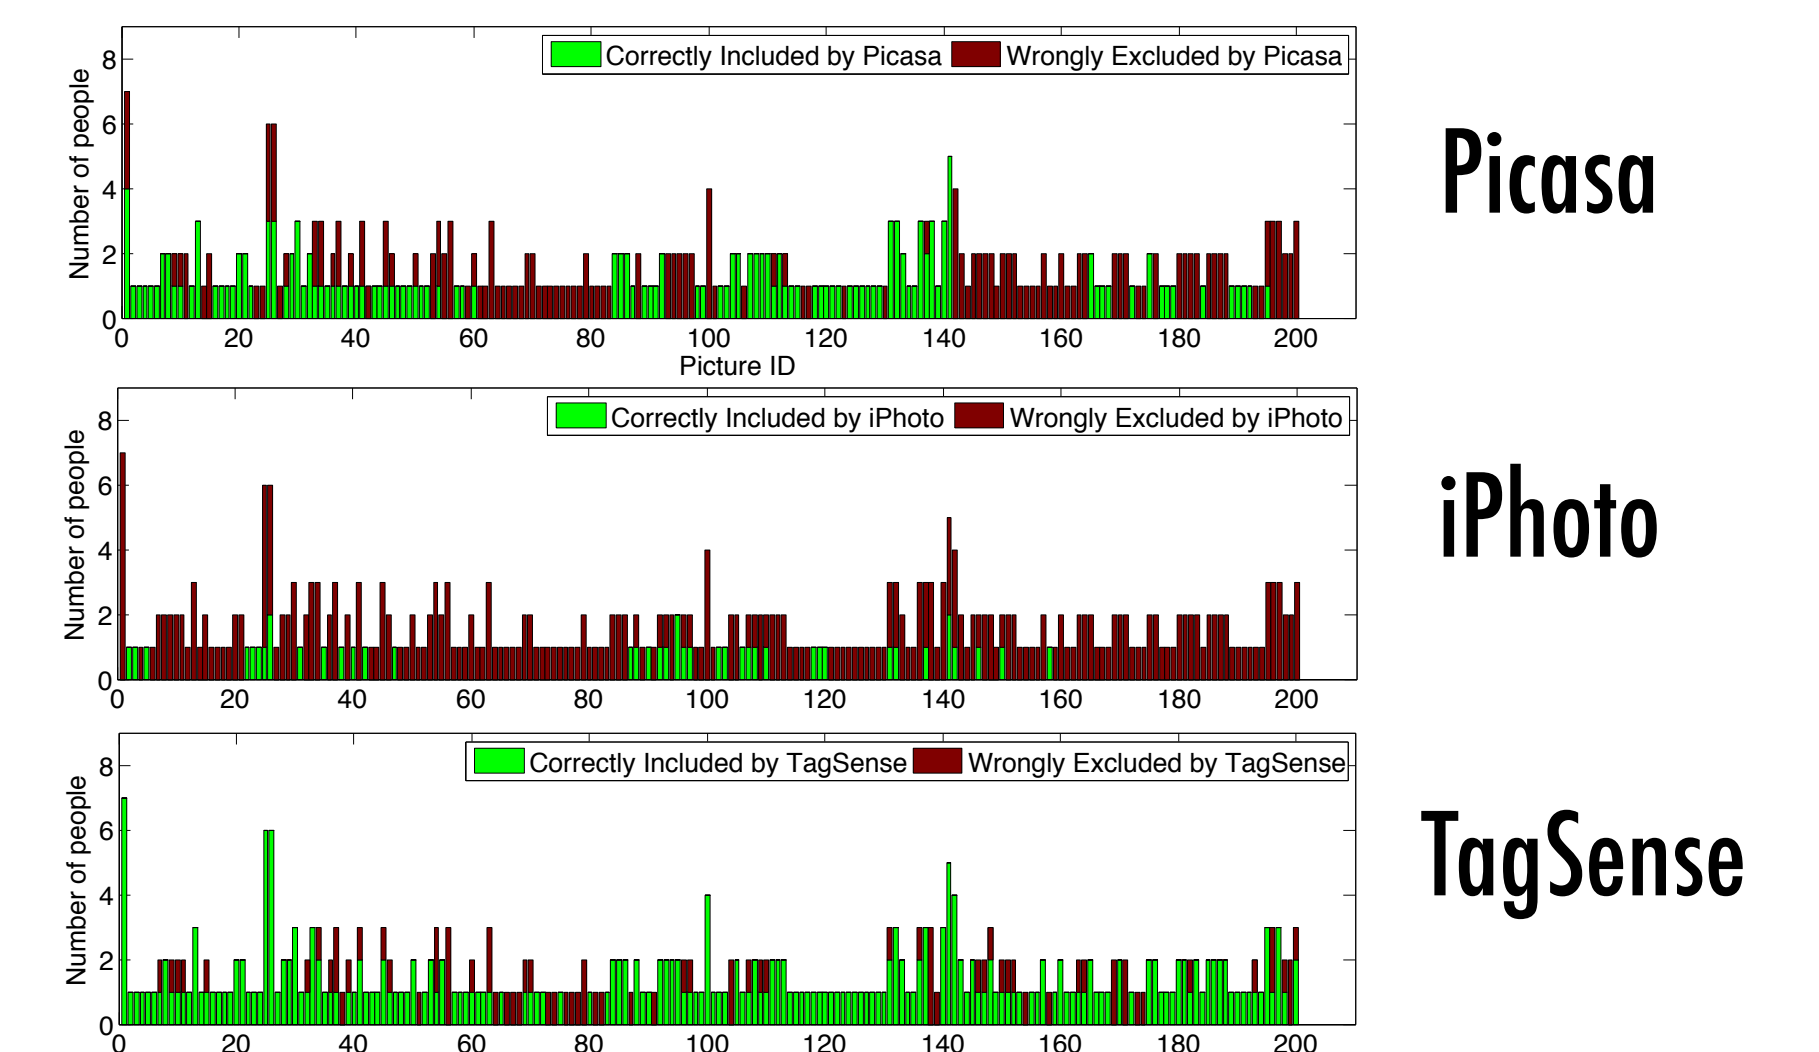 Correctly Included by Picasa Wrongly Excluded by Picasa
Number of people
8
6
4
2
0
0 20 40 60 80 100 120 140 160 180 200
Picture ID
Picasa
Correctly Included by iPhoto Wrongly Excluded by iPhoto
Number of people
8
6
4
2
0
0 20 40 60 80 100 120 140 160 180 200
iPhoto
Correctly Included by TagSense Wrongly Excluded by TagSense
Number of people
8
6
4
2
0
0 20 40 60 80 100 120 140 160 180 200
TagSense